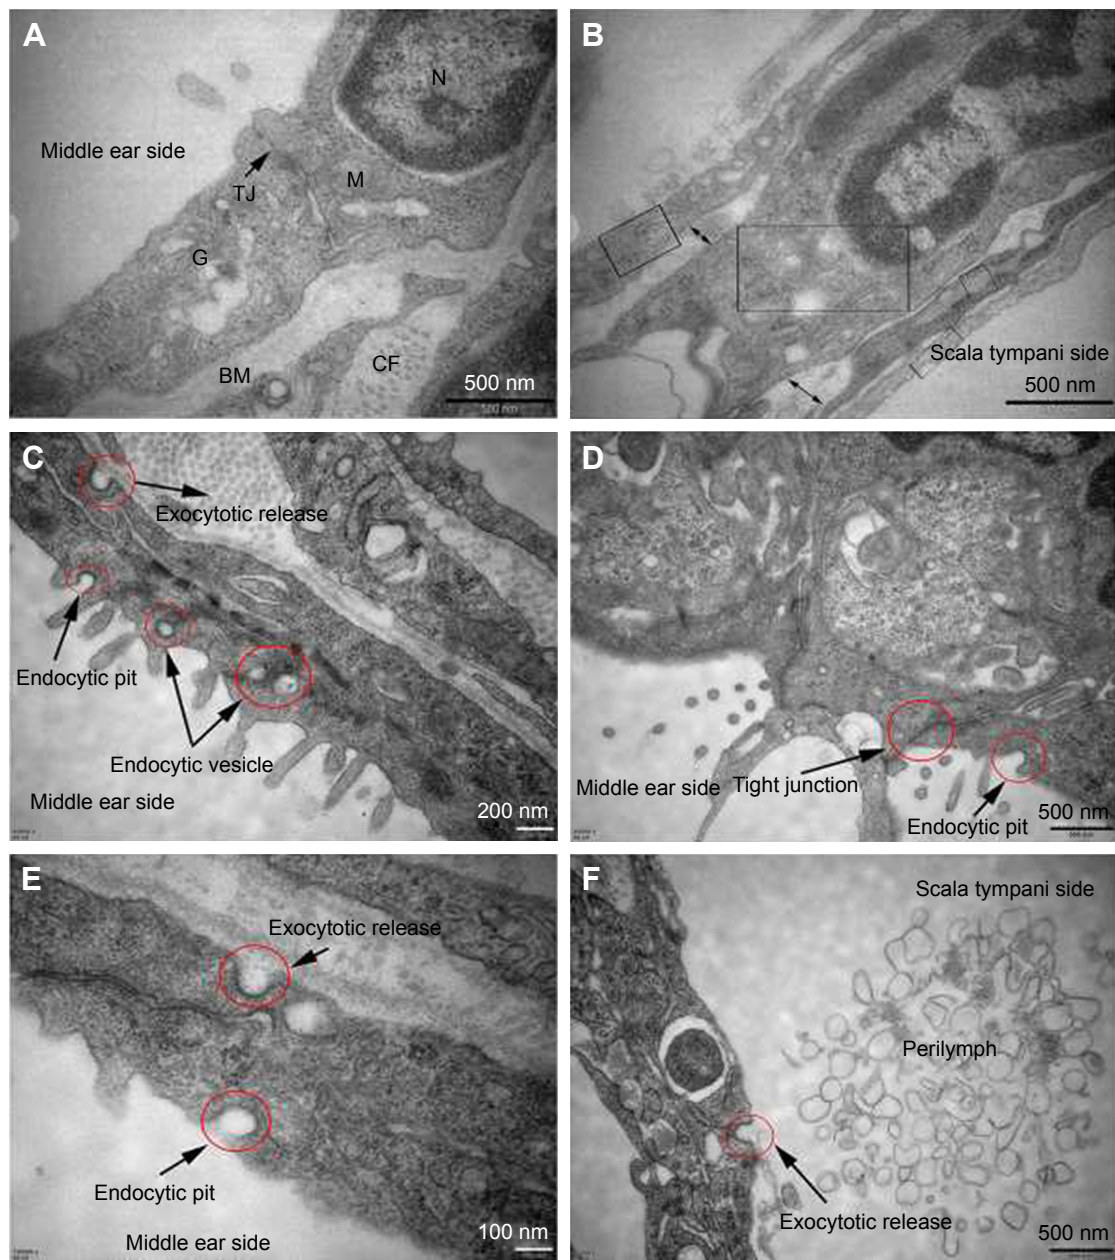 A
N
Middle ear side
TJ
M
G
BM
CF
500 nm
B
Scala tympani side
500 nm
C
Exocytotic release
Endocytic pit
Endocytic vesicle
Middle ear side
200 nm
D
Middle ear side
Tight junction
Endocytic pit
500 nm
E
Exocytotic release
Endocytic pit
Middle ear side
100 nm
F
Scala tympani side
Perilymph
Exocytotic release
500 nm